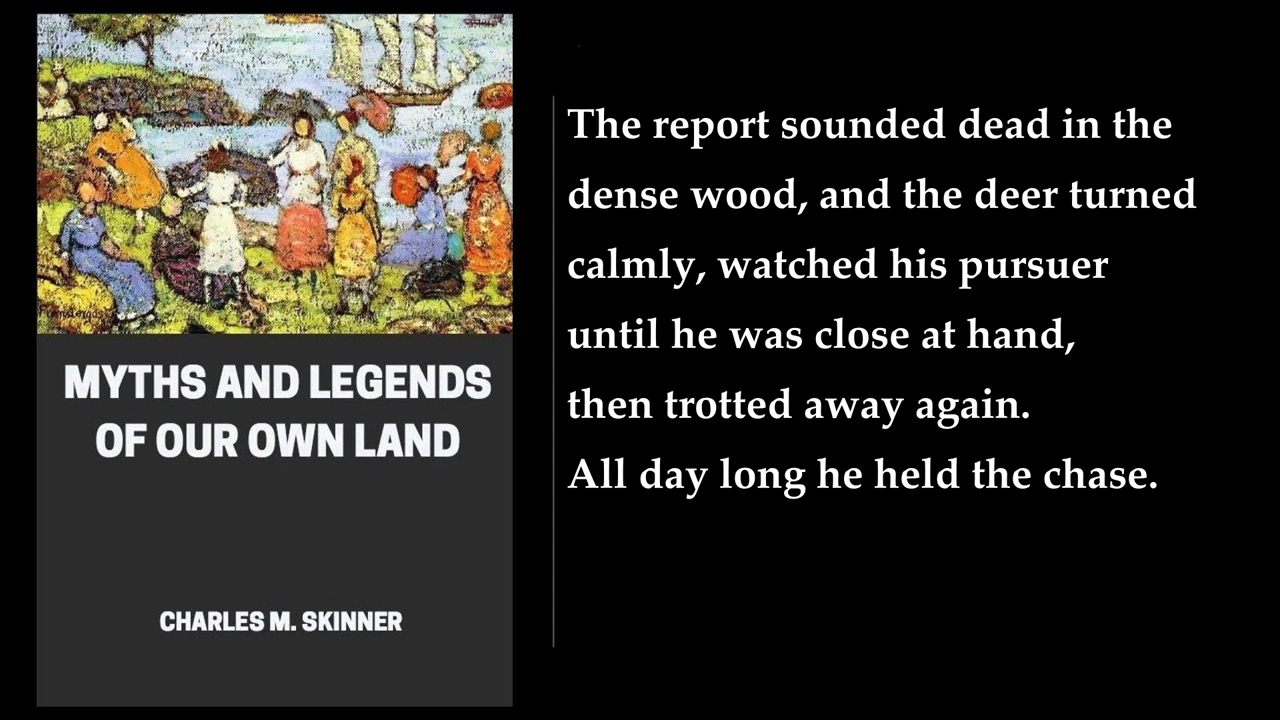 MYTHS AND LEGENDS
OF OUR OWN LAND
CHARLES M. SKINNER
The report sounded dead in the
dense wood, and the deer turned
calmly, watched his pursuer
until he was close at hand,
then trotted away again.
All day long he held the chase.